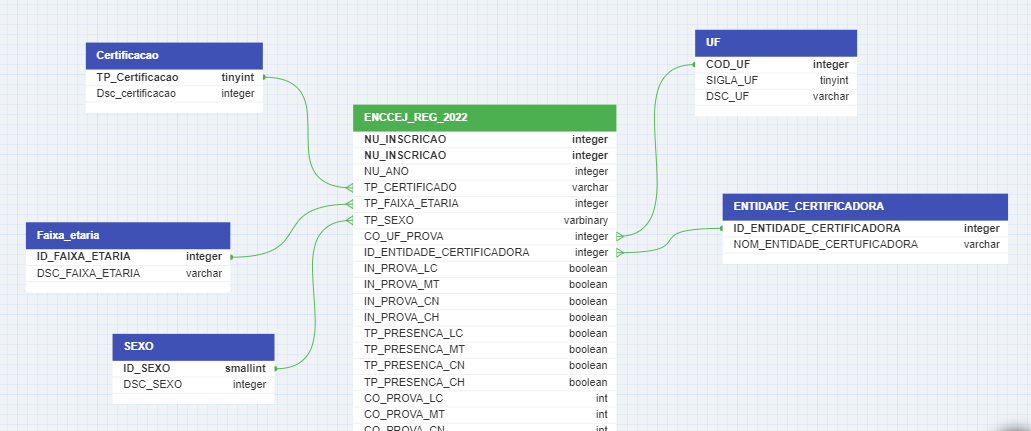 Certificacao
TP_Certificacao tinyint
Dsc_certificacao integer
UF
COD_UF integer
SIGLA_UF tinyint
DSC_UF varchar
ENCCEJ_REG_2022
NU_INSCRICAO integer
NU_INSCRICAO integer
NU_ANO integer
TP_CERTIFICADO varchar
TP_FAIXA_ETARIA integer
TP_SEXO varbinary
CO_UF_PROVA integer
ID_ENTIDADE_CERTIFICADORA integer
IN_PROVA_LC boolean
IN_PROVA_MT boolean
IN_PROVA_CN boolean
IN_PROVA_CH boolean
TP_PRESENCA_LC boolean
TP_PRESENCA_MT boolean
TP_PRESENCA_CN boolean
TP_PRESENCA_CH boolean
CO_PROVA_LC int
CO_PROVA_MT int
CO_PROVA_CN int
Faixa_etaria
ID_FAIXA_ETARIA integer
DSC_FAIXA_ETARIA varchar
ENTIDADE_CERTIFICADORA
ID_ENTIDADE_CERTIFICADORA integer
NOM_ENTIDADE_CERTUFICADORA varchar
SEXO
ID_SEXO smallint
DSC_SEXO integer